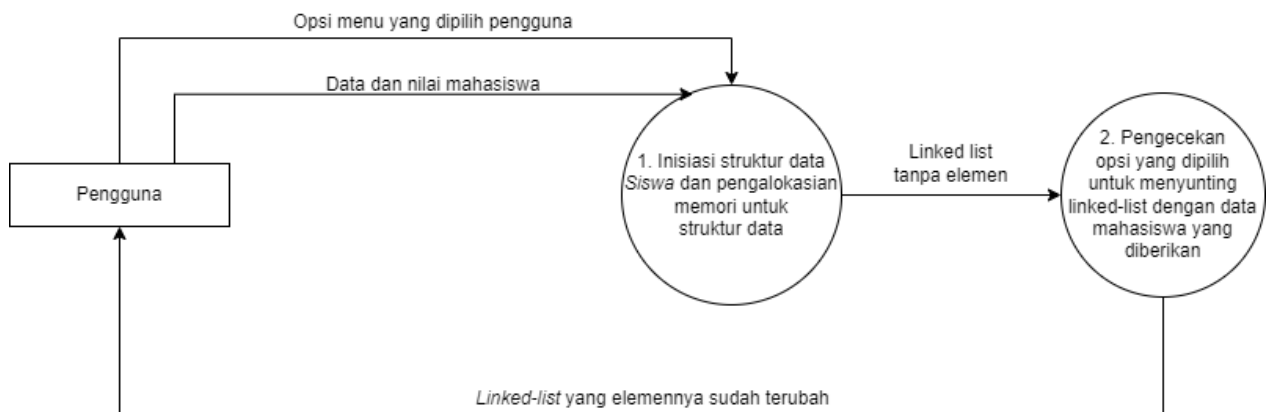 Opsi menu yang dipilih pengguna
Data dan nilai mahasiswa
Pengguna
1. Inisiasi struktur data
Siswa dan pengalokasian
memori untuk
struktur data
Linked list
tanpa elemen
2. Pengecekan
opsi yang dipilih
untuk menyunting
linked-list dengan data
mahasiswa yang
diberikan
Linked-list yang elemennya sudah terubah